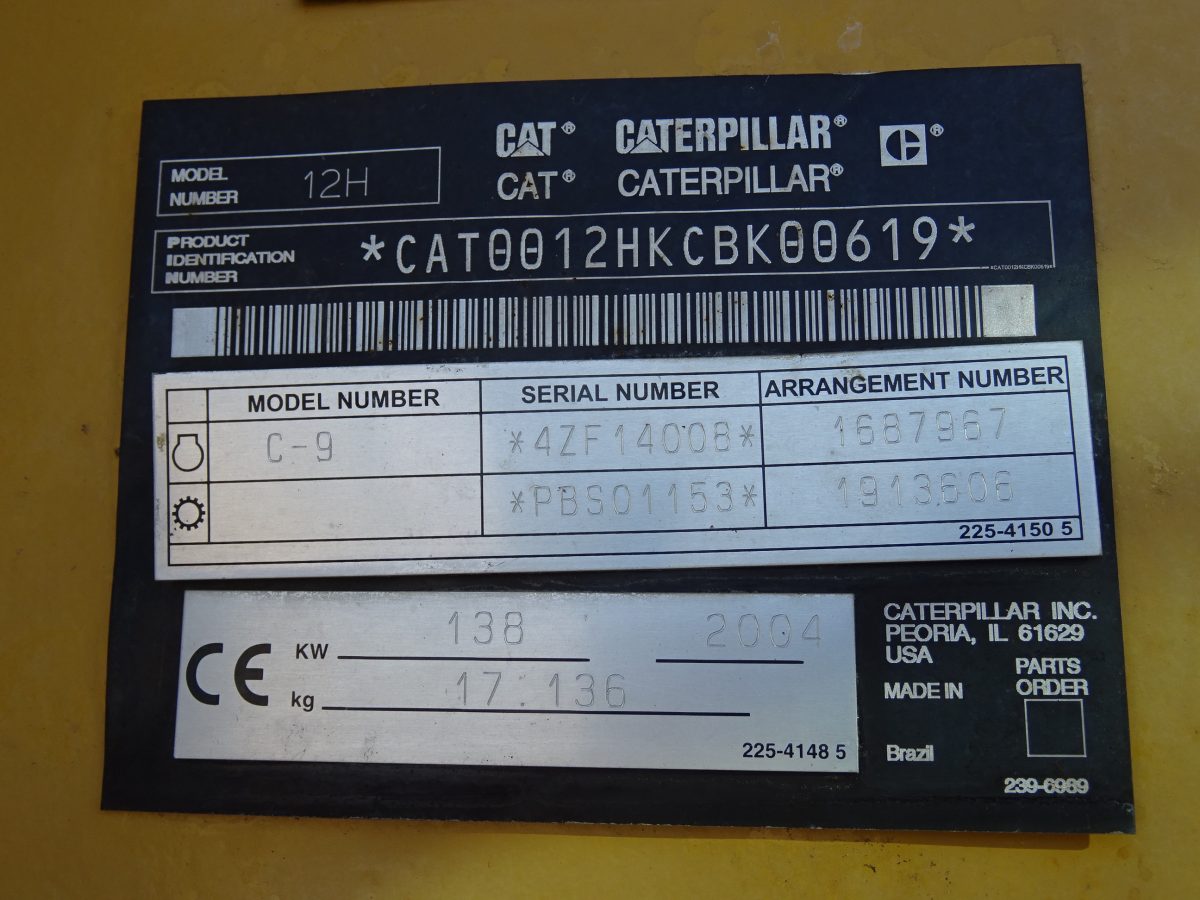 CAT® CATERPILLAR® C®
CAT® CATERPILLAR®
MODEL
NUMBER 12H
PRODUCT
IDENTIFICATION
NUMBER
*CAT0012HKCBK00619*
*CAT0012HKCBK00619*
MODEL NUMBER SERIAL NUMBER ARRANGEMENT NUMBER
C-9 *4ZF14008* 1687967
*PBS01153* 1913606
225-4150 5
CE
KW 138 2004
kg 17.136
225-4148 5
CATERPILLAR INC.
PEORIA, IL 61629
USA
MADE IN
Brazil
PARTS
ORDER
239-6969